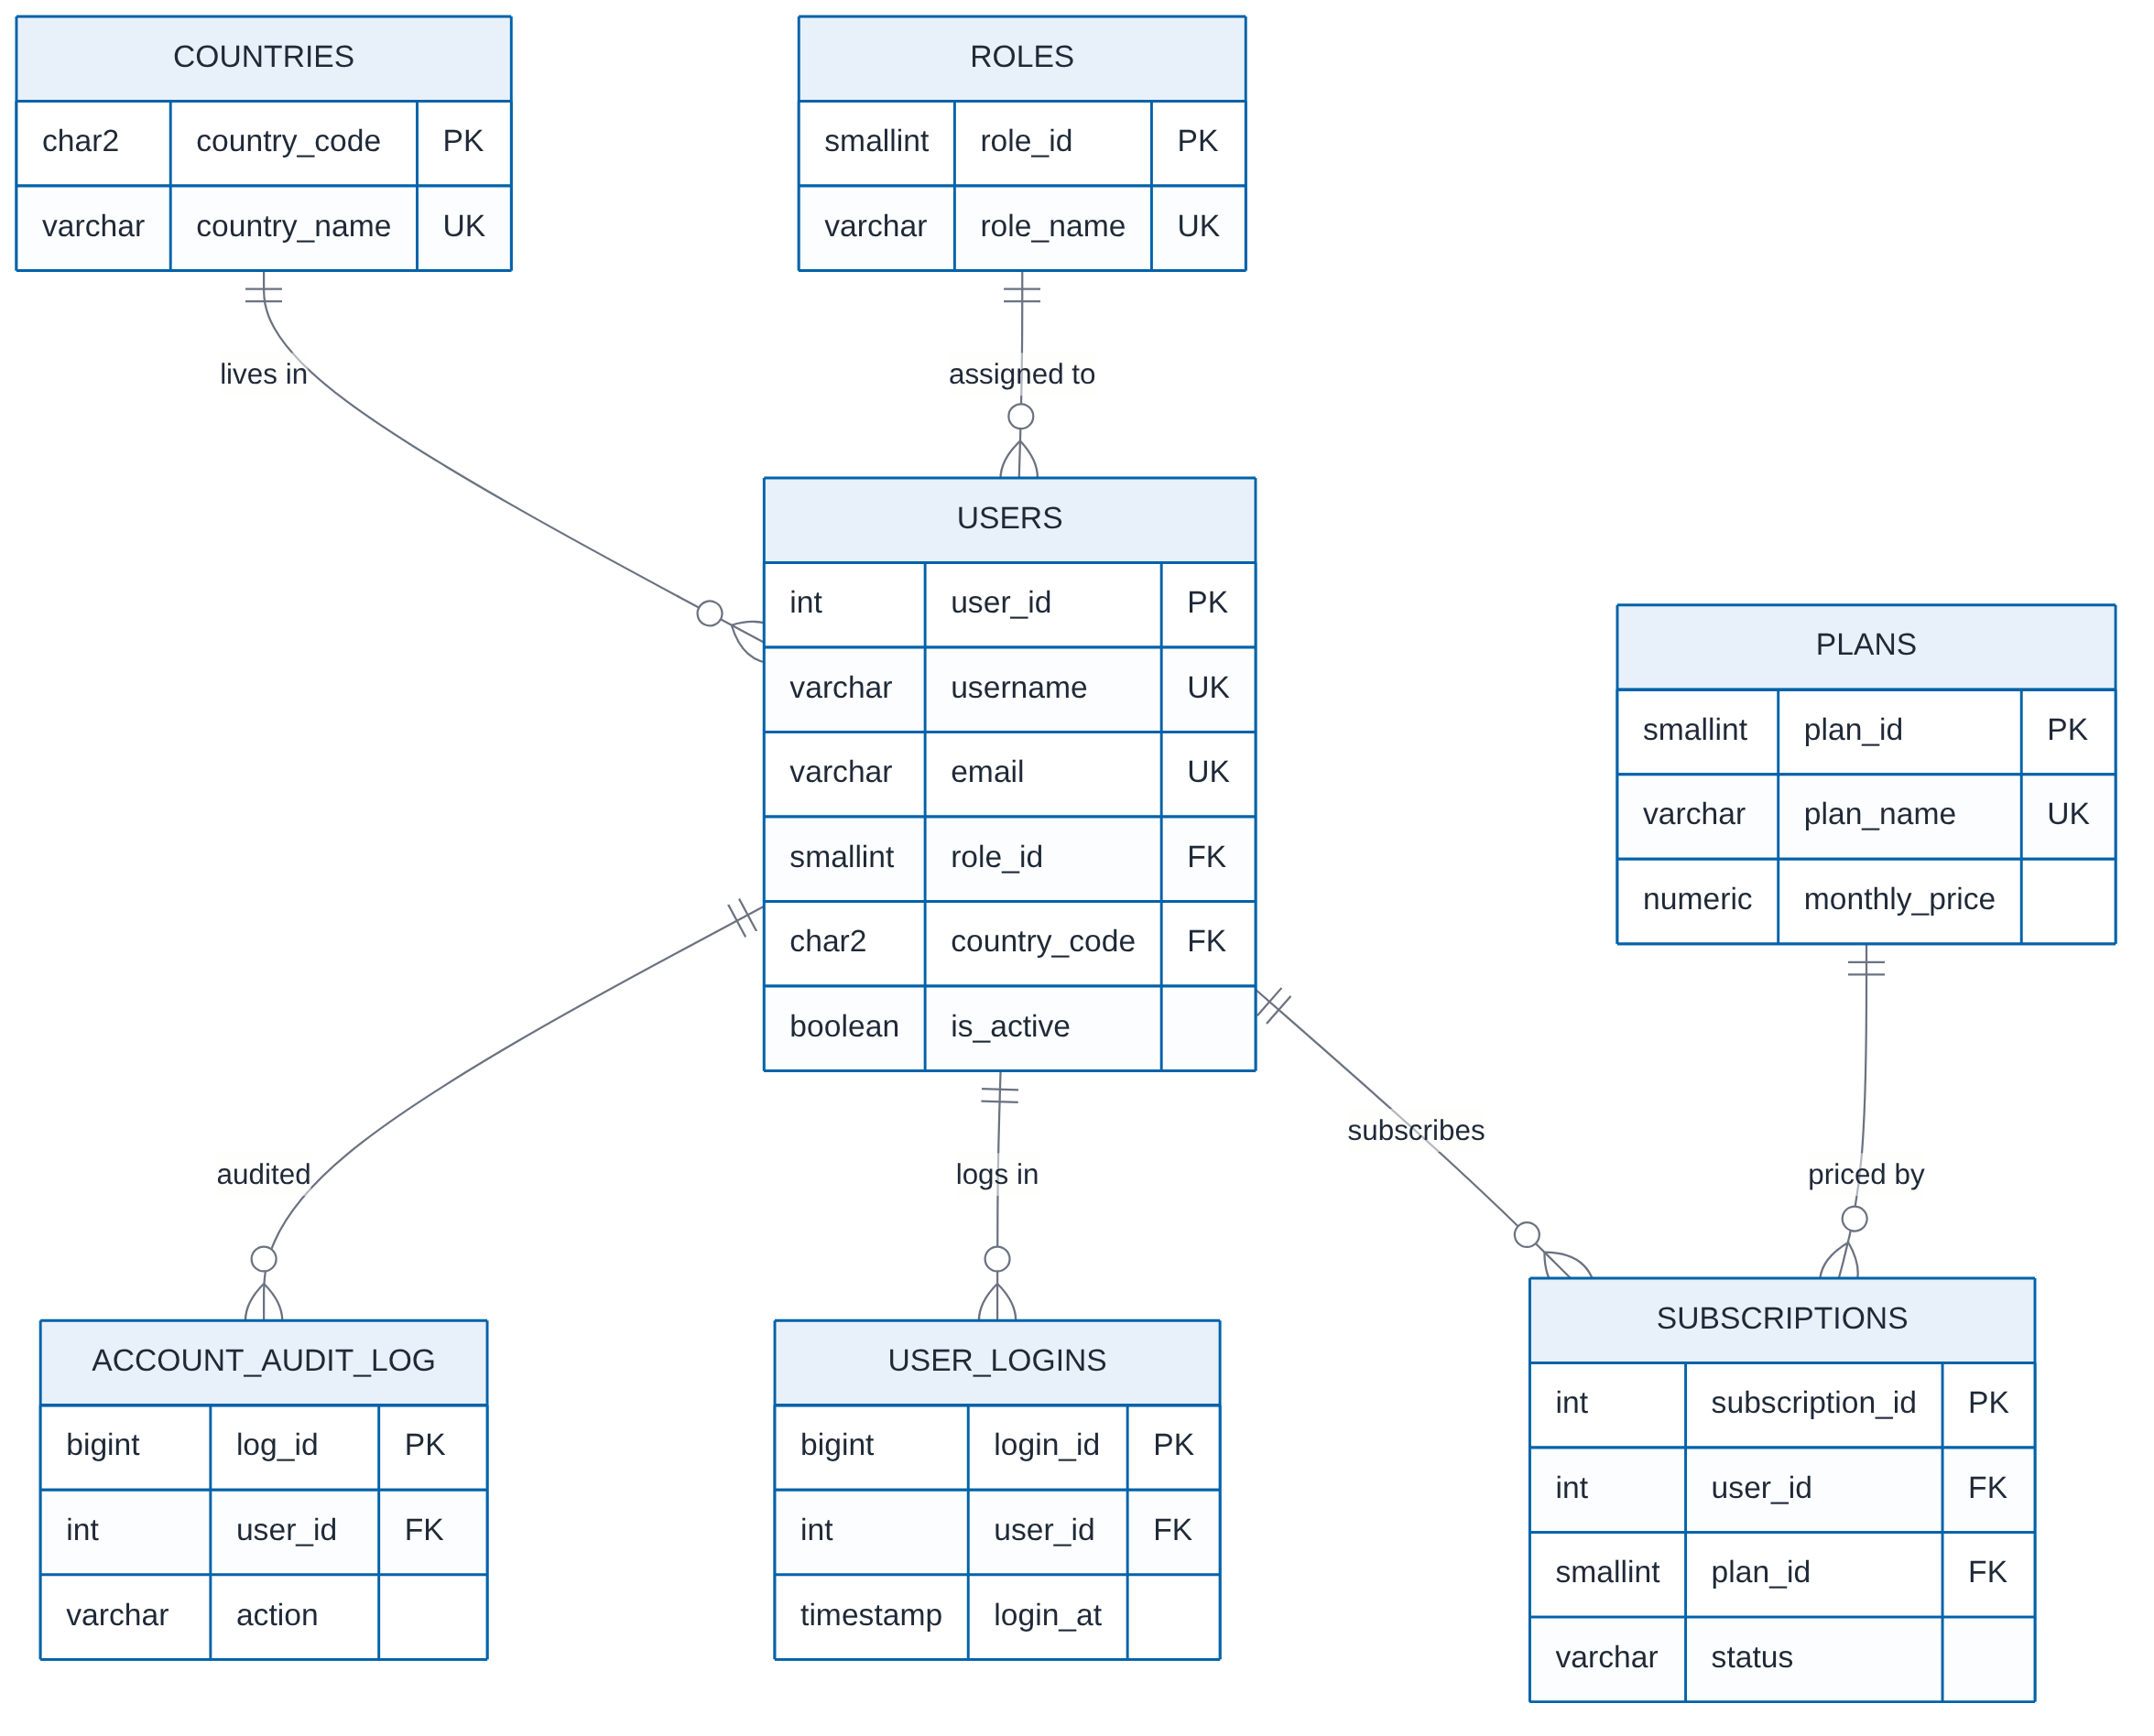 COUNTRIES
char2 country_code PK
varchar country_name UK
ROLES
smallint role_id PK
varchar role_name UK
lives in
assigned to
USERS
int user_id PK
varchar username UK
varchar email UK
smallint role_id FK
char2 country_code FK
boolean is_active
PLANS
smallint plan_id PK
varchar plan_name UK
numeric monthly_price
audited
logs in
subscribes
priced by
ACCOUNT_AUDIT_LOG
bigint log_id PK
int user_id FK
varchar action
USER_LOGINS
bigint login_id PK
int user_id FK
timestamp login_at
SUBSCRIPTIONS
int subscription_id PK
int user_id FK
smallint plan_id FK
varchar status